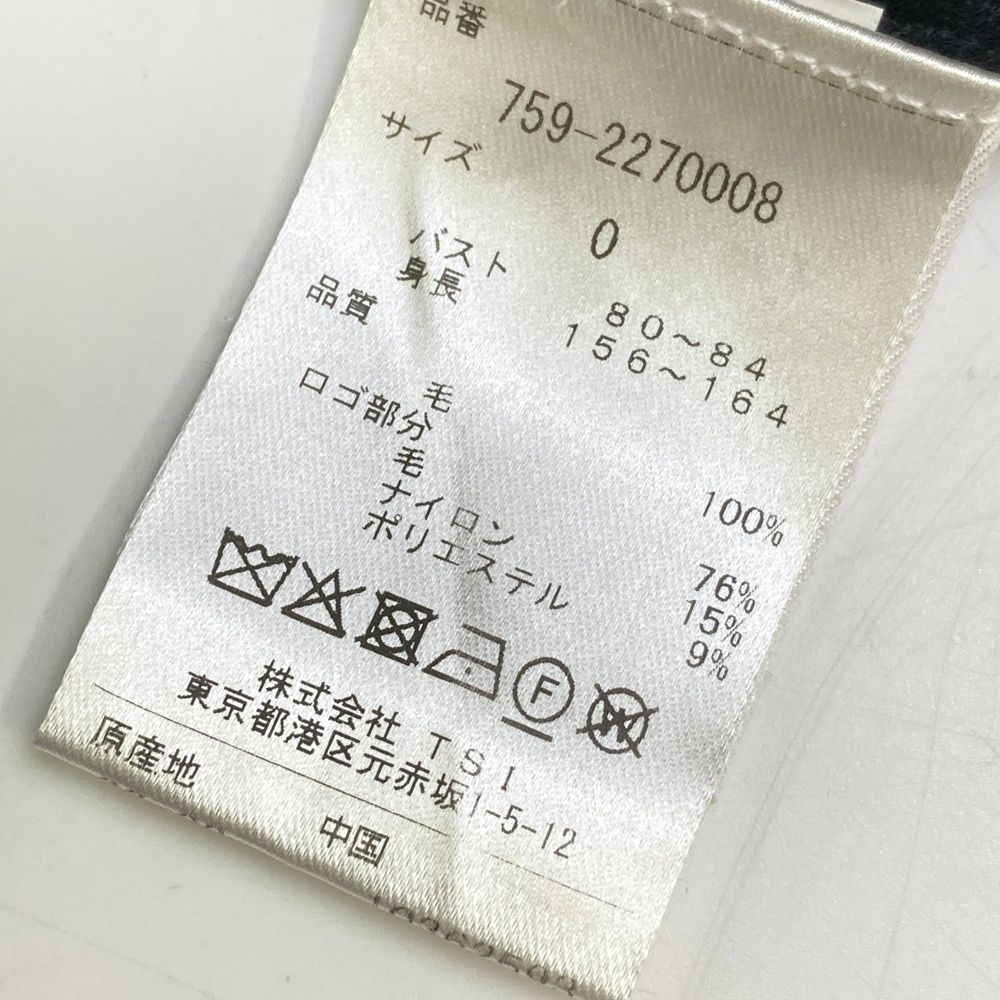 品番
759-2270008
サイズ
0
バスト 80～84
身長 156～164
品質
毛 100%
ロゴ部分
毛 76%
ナイロン 15%
ポリエステル 9%
F
W
株式会社 TSI
東京都港区元赤坂1-5-12
原産地
中国